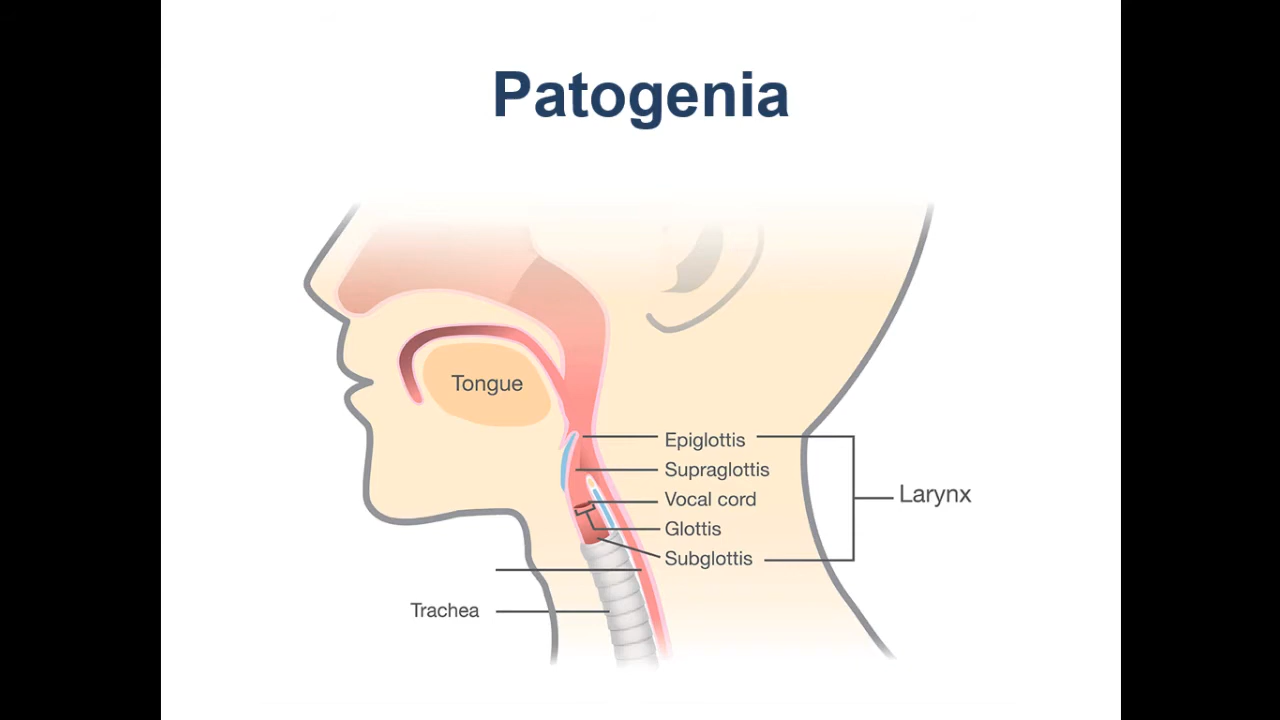 Patogenia
Tongue
Epiglottis
Supraglottis
Vocal cord
Glottis
Subglottis
Larynx
Trachea